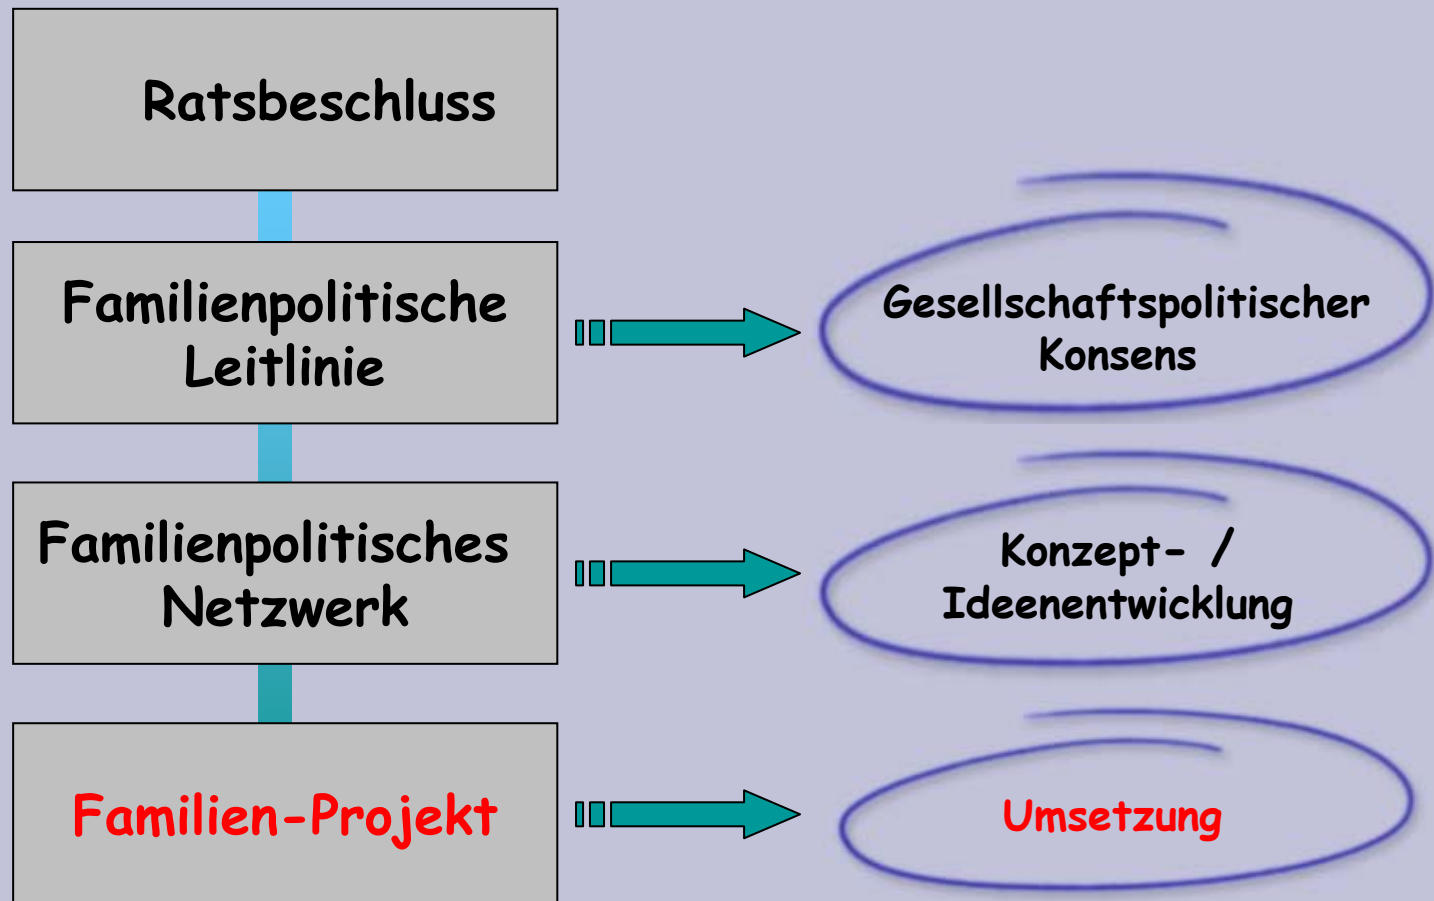 Ratsbeschluss
Familienpolitische
Leitlinie
Gesellschaftspolitischer
Konsens
Familienpolitisches
Netzwerk
Konzept- /
Ideenentwicklung
Familien-Projekt
Umsetzung